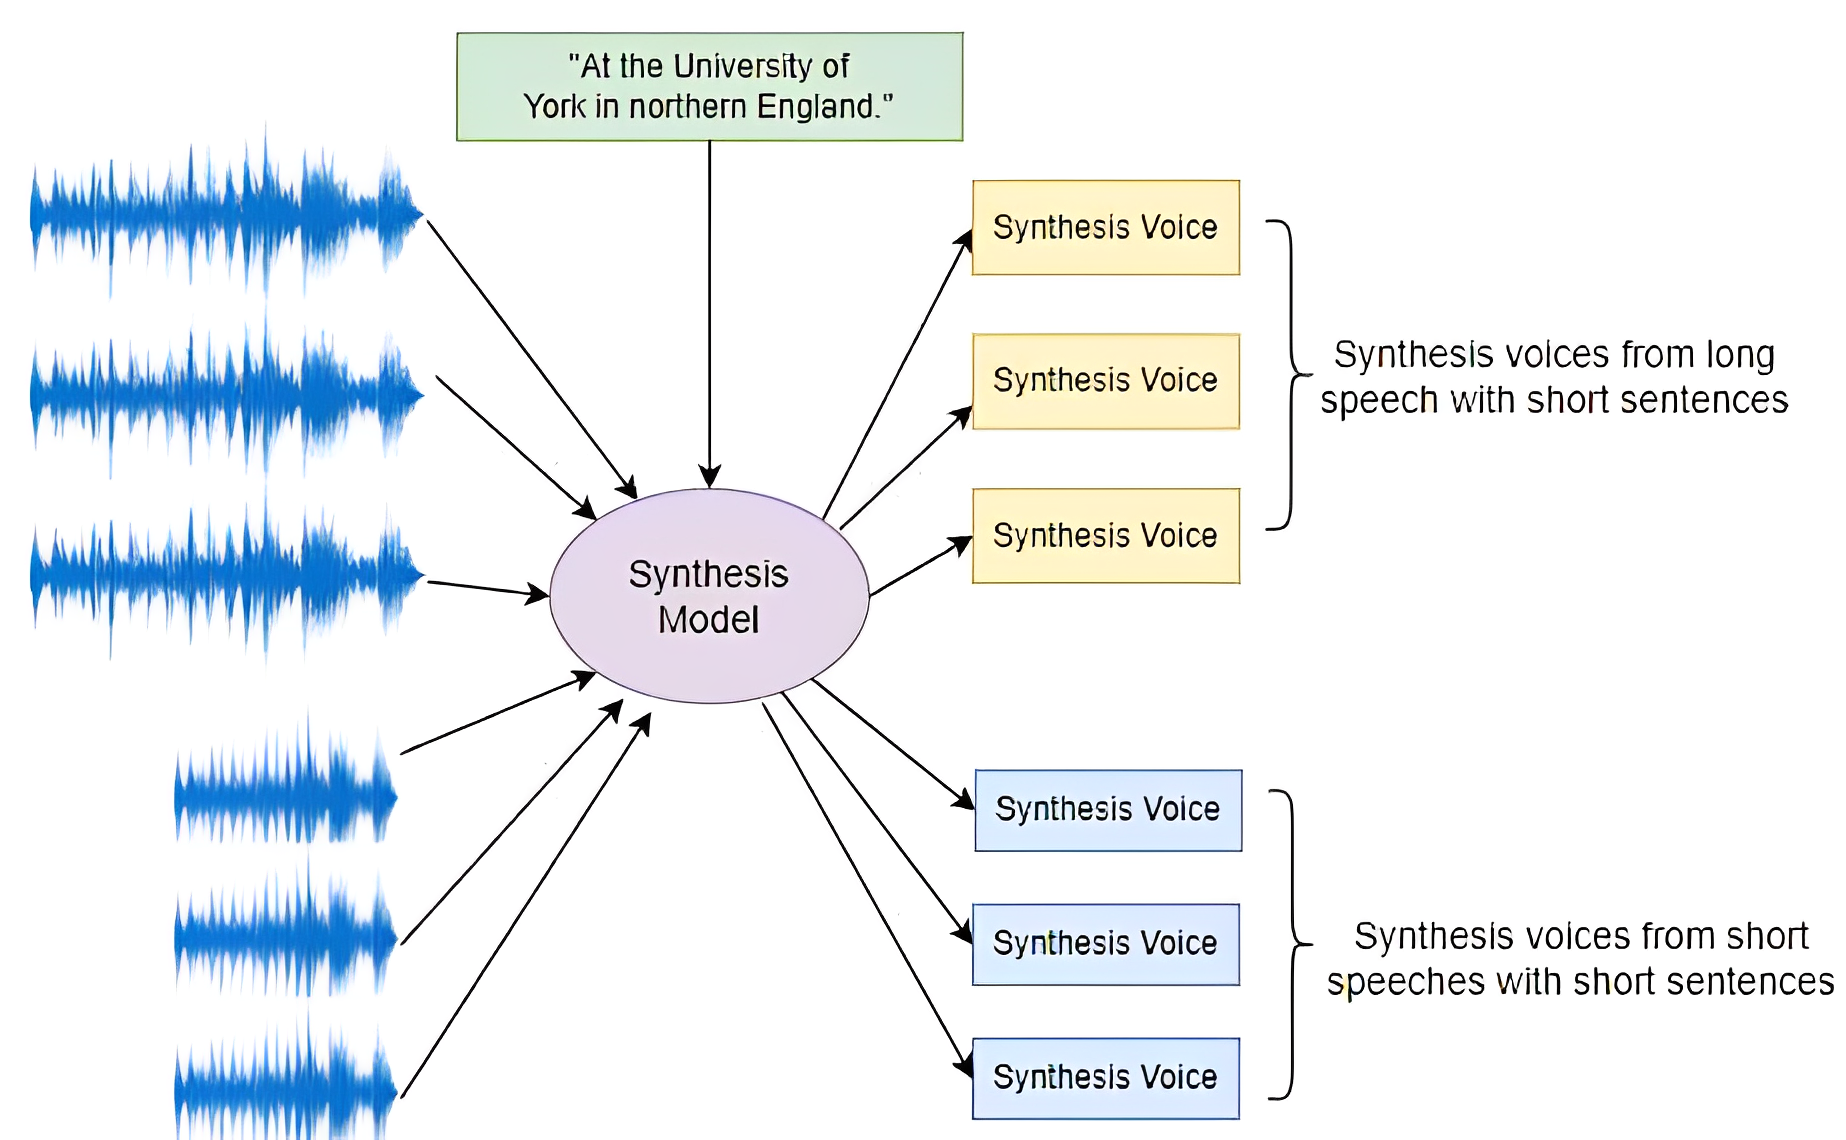 "At the University of
York in northern England."
Synthesis Voice
Synthesis Voice
Synthesis Voice
Synthesis voices from long
speech with short sentences
Synthesis
Model
Synthesis Voice
Synthesis Voice
Synthesis Voice
Synthesis voices from short
speeches with short sentences